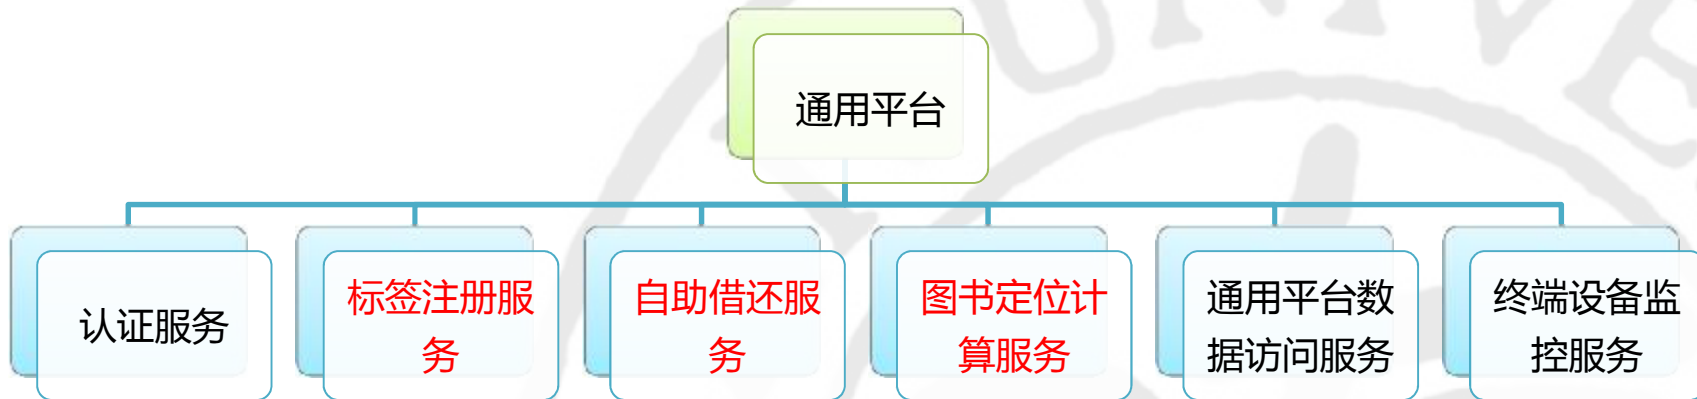 UNIVE
通用平台
认证服务
标签注册服
务
自助借还服
务
图书定位计
算服务
通用平台数
据访问服务
终端设备监
控服务